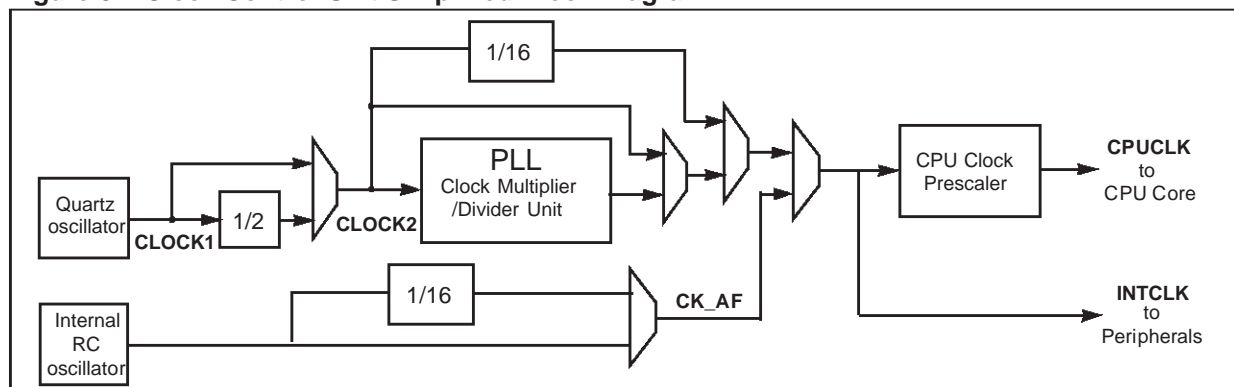 1/16
PLL
Clock Multiplier
/Divider Unit
CPU Clock
Prescaler
CPUCLK
to
CPU Core
Quartz
oscillator
CLOCK1
1/2
CLOCK2
1/16
CK_AF
Internal
RC
oscillator
INTCLK
to
Peripherals